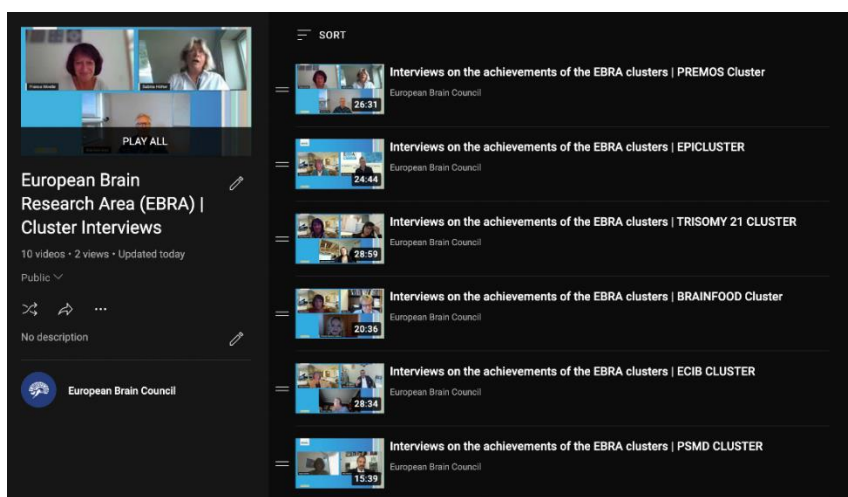 PLAY ALL
European Brain
Research Area (EBRA) |
Cluster Interviews
10 videos • 2 views • Updated today
Public
No description
European Brain Council
SORT
Interviews on the achievements of the EBRA clusters | PREMOS Cluster
European Brain Council
26:31
Interviews on the achievements of the EBRA clusters | EPICLUSTER
European Brain Council
24:44
Interviews on the achievements of the EBRA clusters | TRISOMY 21 CLUSTER
European Brain Council
28:59
Interviews on the achievements of the EBRA clusters | BRAINFOOD Cluster
European Brain Council
20:36
Interviews on the achievements of the EBRA clusters | ECIB CLUSTER
European Brain Council
28:34
Interviews on the achievements of the EBRA clusters | PSMD CLUSTER
European Brain Council
15:39